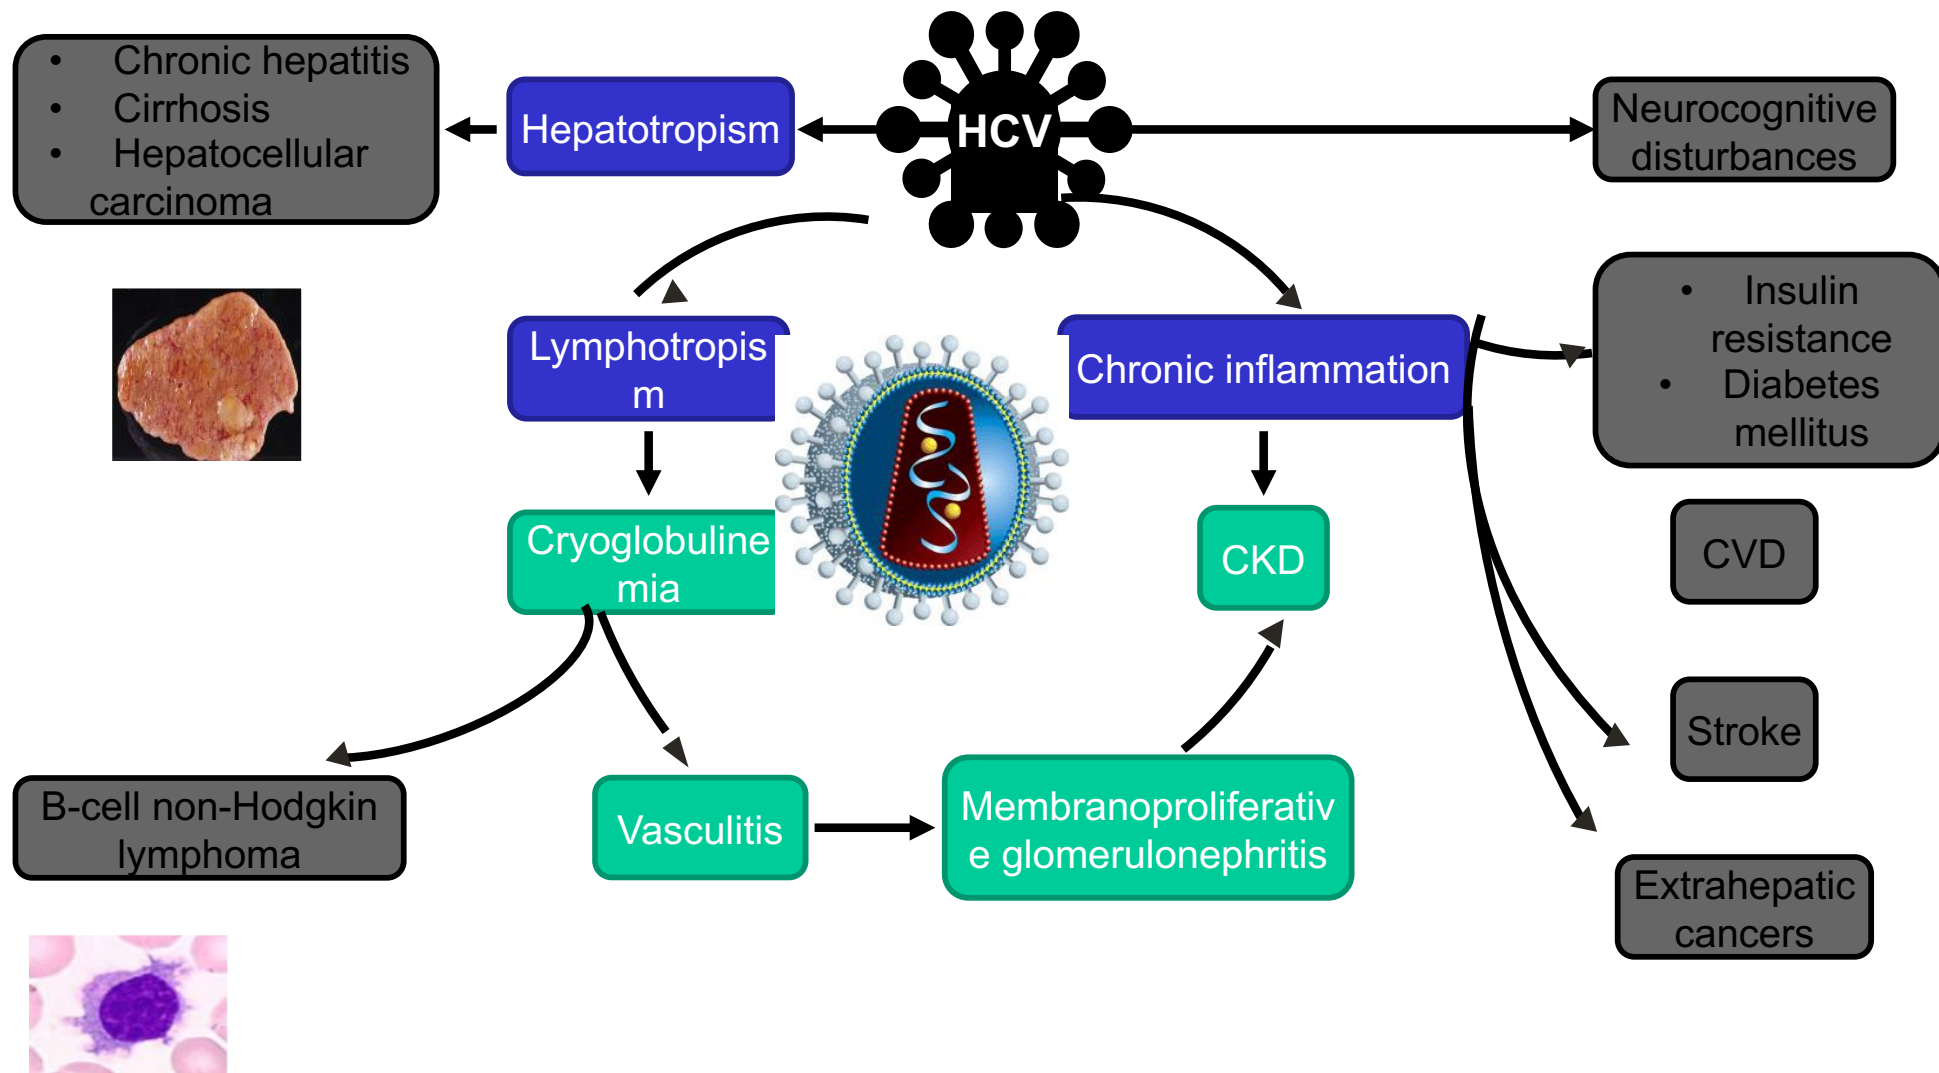 • Chronic hepatitis
• Cirrhosis
• Hepatocellular
carcinoma
Hepatotropism
HCV
Neurocognitive
disturbances
Lymphotropis
m
Chronic inflammation
• Insulin
resistance
• Diabetes
mellitus
Cryoglobuline
mia
CKD
CVD
Stroke
B-cell non-Hodgkin
lymphoma
Vasculitis
Membranoproliferativ
e glomerulonephritis
Extrahepatic
cancers